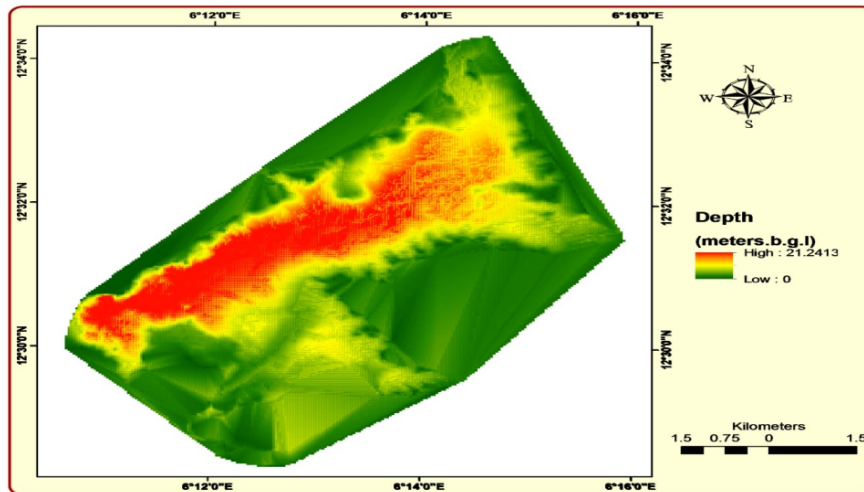 6°12'0"E 6°14'0"E 6°16'0"E
12°34'0"N 12°34'0"N
N
W E
S
12°32'0"N 12°32'0"N
Depth
(meters.b.g.l)
High : 21.2413
Low : 0
12°30'0"N 12°30'0"N
Kilometers
1.5 0.75 0 1.5
6°12'0"E 6°14'0"E 6°16'0"E